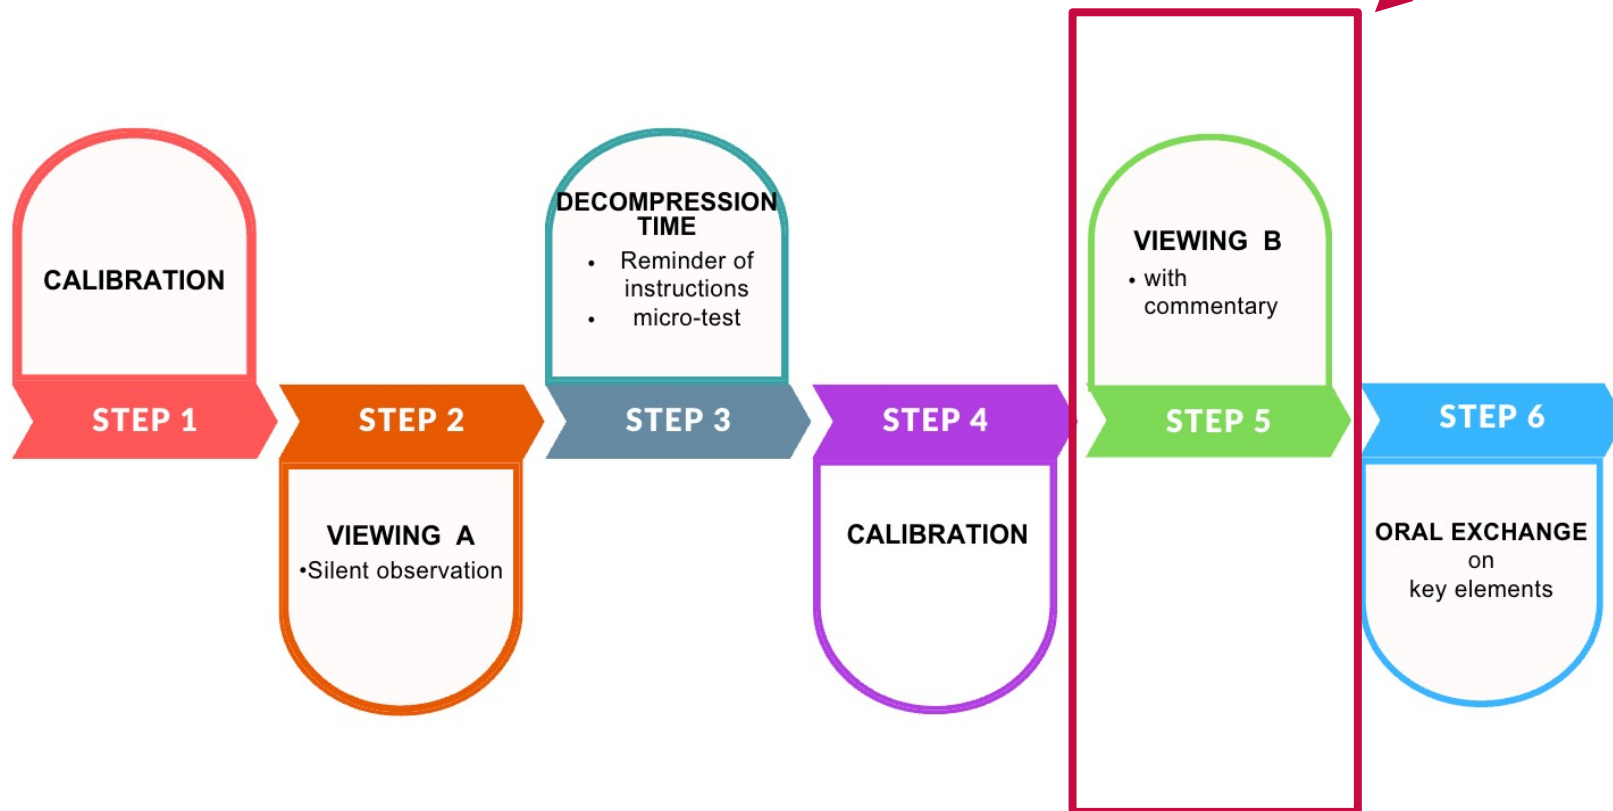 CALIBRATION
STEP 1
STEP 2
VIEWING A
•Silent observation
DECOMPRESSION
TIME
• Reminder of
instructions
• micro-test
STEP 3
STEP 4
CALIBRATION
VIEWING B
• with
commentary
STEP 5
STEP 6
ORAL EXCHANGE
on
key elements